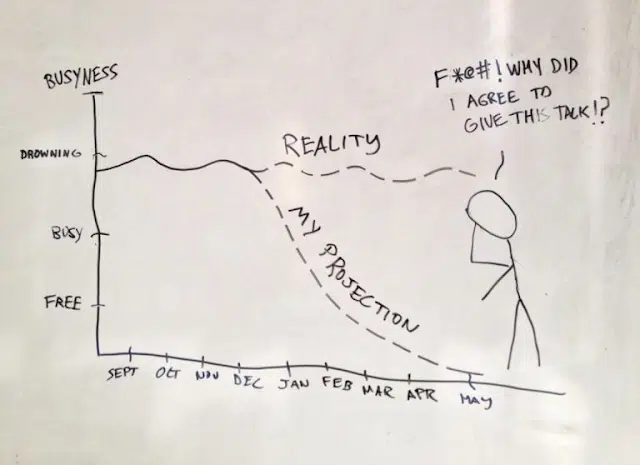 BUSYNESS
F*@#! WHY DID
I AGREE TO
GIVE THIS TALK!?
REALITY
DROWNING
MY PROJECTION
BUSY
FREE
SEPT OCT NOV DEC JAN FEB MAR APR MAY